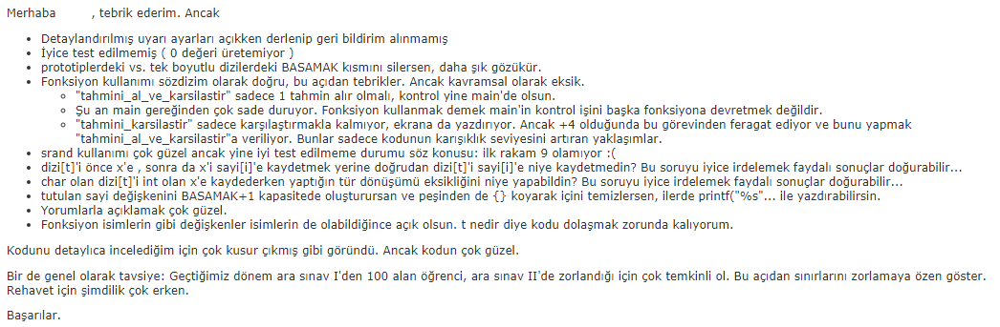 Merhaba , tebrik ederim. Ancak
Detaylandırılmış uyarı ayarları açıkken derlenip geri bildirim alınmamış
İyice test edilmemiş ( 0 değeri üretemiyor )
prototiplerdeki vs. tek boyutlu dizilerdeki BASAMAK kısmını silersen, daha şık gözükür.
Fonksiyon kullanımı sözdizim olarak doğru, bu açıdan tebrikler. Ancak kavramsal olarak eksik.
"tahmini_al_ve_karsilastir" sadece 1 tahmin alır olmalı, kontrol yine main'de olsun.
Şu an main gereğinden çok sade duruyor. Fonksiyon kullanmak demek main'in kontrol işini başka fonksiyona devretmek değildir.
"tahmini_karsilastir" sadece karşılaştırmakla kalmıyor, ekrana da yazdırıyor. Ancak +4 olduğunda bu görevinden feragat ediyor ve bunu yapmak
"tahmini_al_ve_karsilastir"a veriliyor. Bunlar sadece kodunun karışıklık seviyesini artıran yaklaşımlar.
srand kullanımı çok güzel ancak yine iyi test edilmeme durumu söz konusu: ilk rakam 9 olamıyor :(
dizi[t]'i önce x'e , sonra da x'i sayi[i]'e kaydetmek yerine doğrudan dizi[t]'i sayi[i]'e niye kaydetmedin? Bu soruyu iyice irdelemek faydalı sonuçlar doğurabilir...
char olan dizi[t]'i int olan x'e kaydederken yaptığın tür dönüşümü eksikliğini niye yapabildin? Bu soruyu iyice irdelemek faydalı sonuçlar doğurabilir...
tutulan sayi değişkenini BASAMAK+1 kapasitede oluşturursan ve peşinden de {} koyarak içini temizlersen, ilerde printf("%s"... ile yazdırabilirsin.
Yorumlarla açıklamak çok güzel.
Fonksiyon isimlerin gibi değişkenler isimlerin de olabildiğince açık olsun. t nedir diye kodu dolaşmak zorunda kalıyorum.
Kodunu detaylıca incelediğim için çok kusur çıkmış gibi göründü. Ancak kodun çok güzel.
Bir de genel olarak tavsiye: Geçtiğimiz dönem ara sınav I'den 100 alan öğrenci, ara sınav II'de zorlandığı için çok temkinli ol. Bu açıdan sınırlarını zorlamaya özen göster.
Rehavet için şimdilik çok erken.
Başarılar.